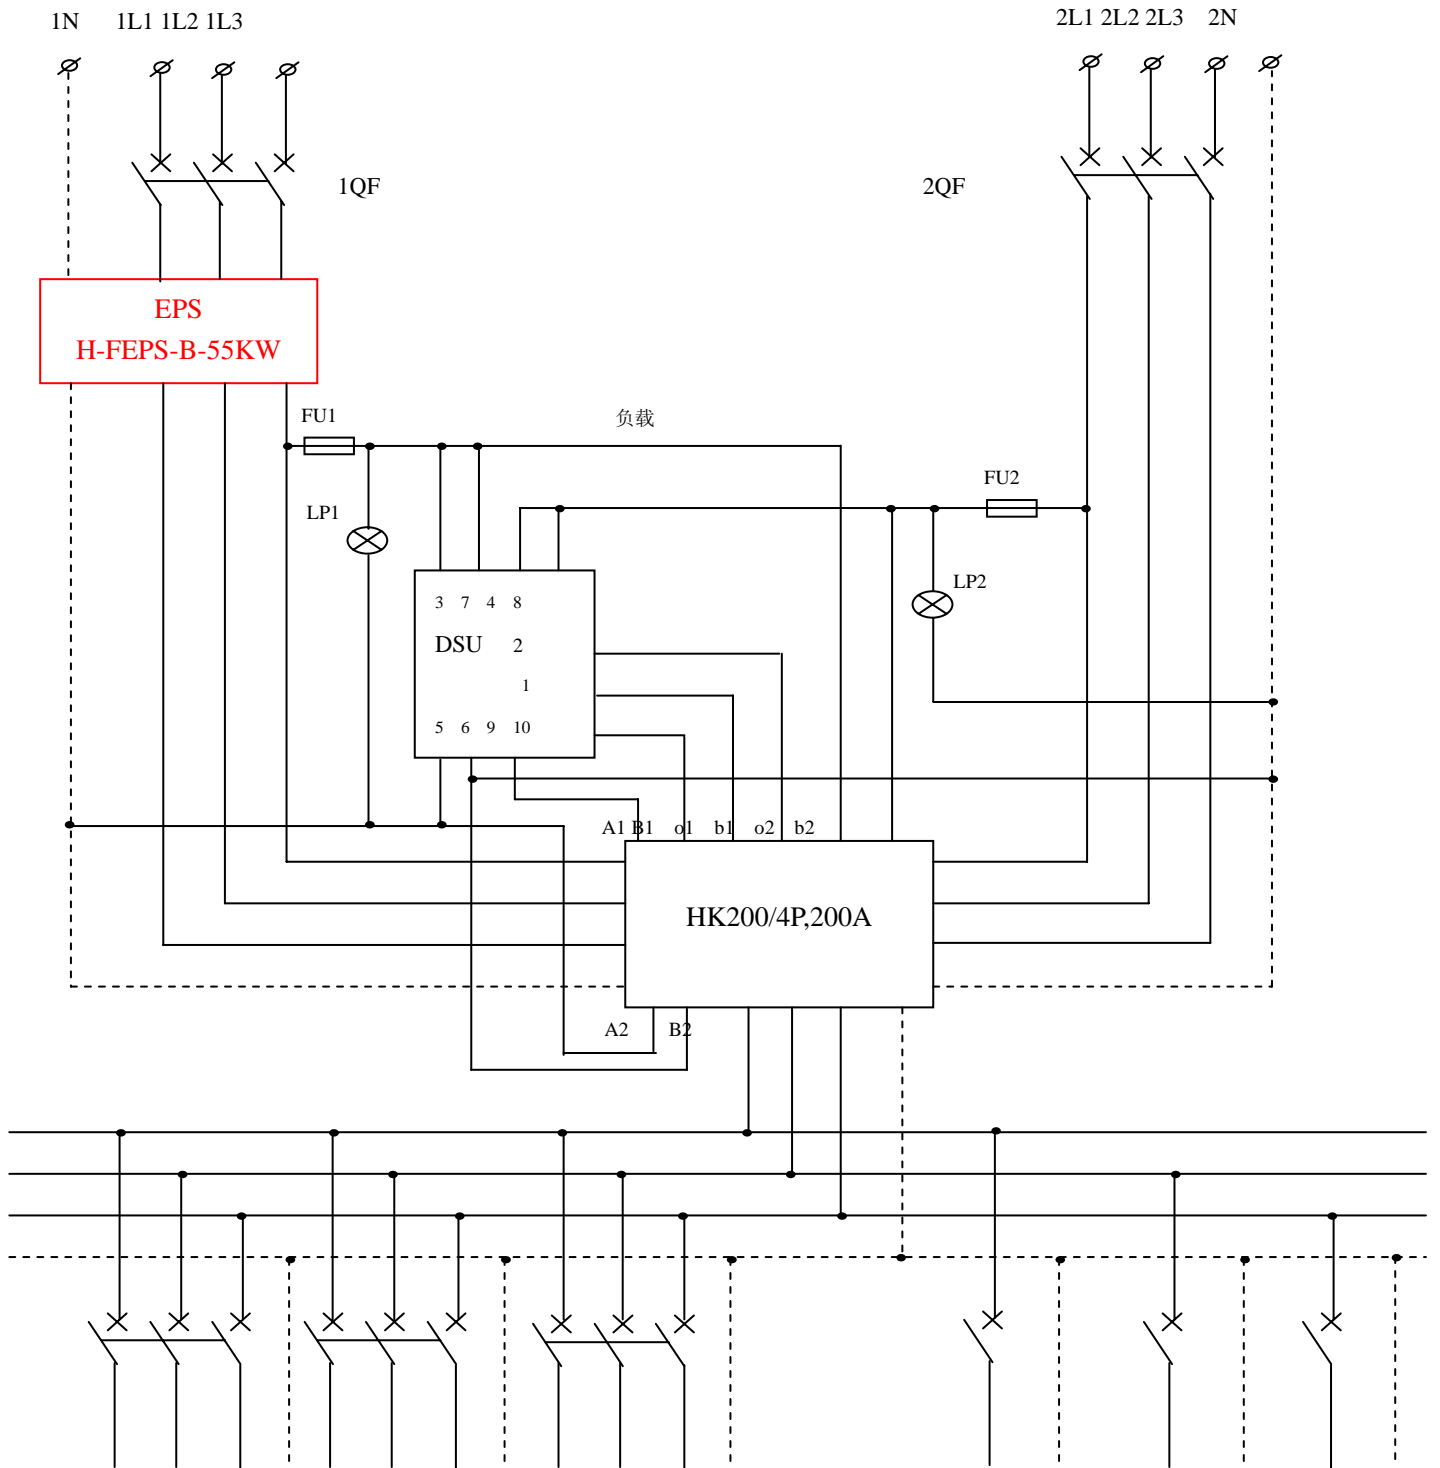 1N 1L1 1L2 1L3 2L1 2L2 2L3 2N
1QF 2QF
EPS
H-FEPS-B-55KW
FU1 负载
FU2
LP1
LP2
3 7 4 8
DSU 2
1
5 6 9 10
A1 B1 o1 b1 o2 b2
HK200/4P,200A
A2 B2